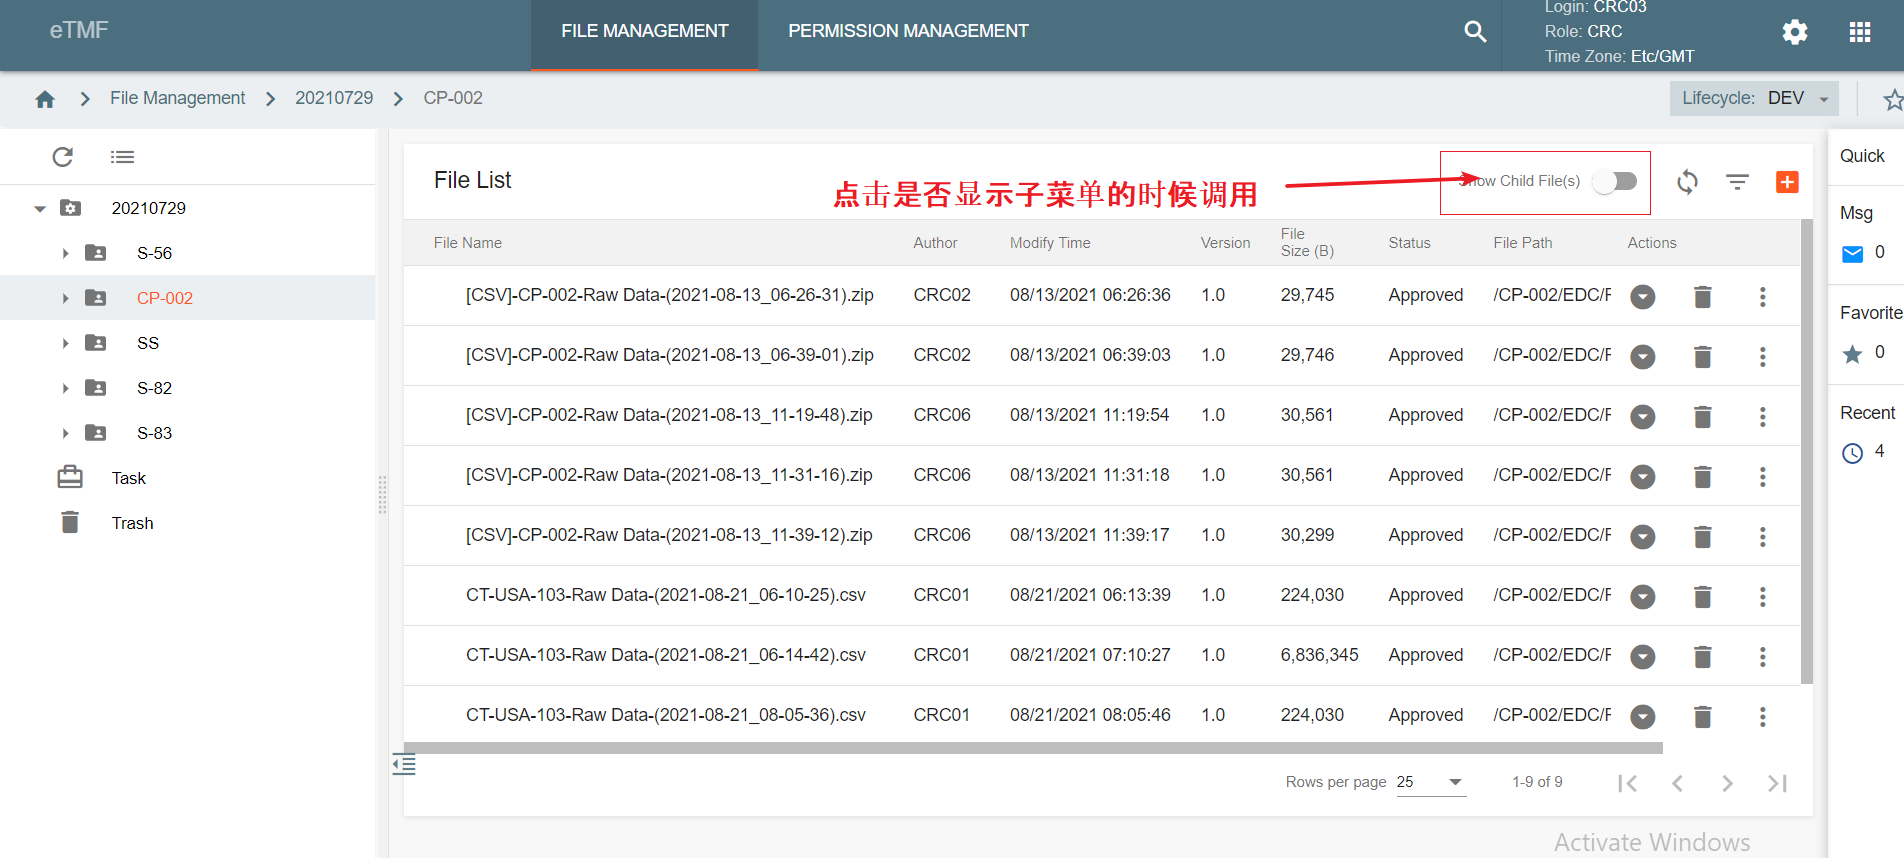 eTMF
FILE MANAGEMENT
PERMISSION MANAGEMENT
Login: CRC03
Role: CRC
Time Zone: Etc/GMT
File Management
20210729
CP-002
Lifecycle: DEV
20210729
S-56
CP-002
SS
S-82
S-83
Task
Trash
File List
点击是否显示子菜单的时候调用
Show Child File(s)
File Name Author Modify Time Version File Size (B) Status File Path Actions
[CSV]-CP-002-Raw Data-(2021-08-13_06-26-31).zip CRC02 08/13/2021 06:26:36 1.0 29,745 Approved /CP-002/EDC/F
[CSV]-CP-002-Raw Data-(2021-08-13_06-39-01).zip CRC02 08/13/2021 06:39:03 1.0 29,746 Approved /CP-002/EDC/F
[CSV]-CP-002-Raw Data-(2021-08-13_11-19-48).zip CRC06 08/13/2021 11:19:54 1.0 30,561 Approved /CP-002/EDC/F
[CSV]-CP-002-Raw Data-(2021-08-13_11-31-16).zip CRC06 08/13/2021 11:31:18 1.0 30,561 Approved /CP-002/EDC/F
[CSV]-CP-002-Raw Data-(2021-08-13_11-39-12).zip CRC06 08/13/2021 11:39:17 1.0 30,299 Approved /CP-002/EDC/F
CT-USA-103-Raw Data-(2021-08-21_06-10-25).csv CRC01 08/21/2021 06:13:39 1.0 224,030 Approved /CP-002/EDC/F
CT-USA-103-Raw Data-(2021-08-21_06-14-42).csv CRC01 08/21/2021 07:10:27 1.0 6,836,345 Approved /CP-002/EDC/F
CT-USA-103-Raw Data-(2021-08-21_08-05-36).csv CRC01 08/21/2021 08:05:46 1.0 224,030 Approved /CP-002/EDC/F
Rows per page 25 1-9 of 9
Quick
Msg
0
Favorite
0
Recent
4
Activate Windows